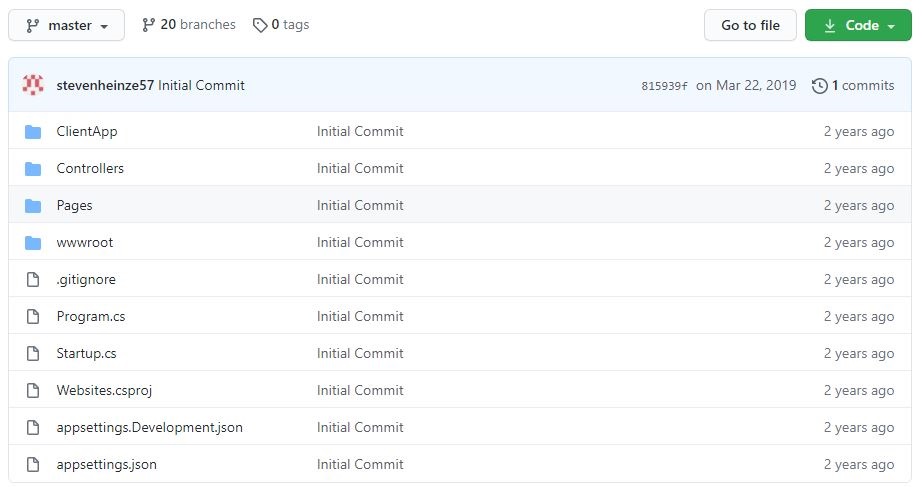 master 20 branches 0 tags Go to file Code
stevenheinze57 Initial Commit 815939f on Mar 22, 2019 1 commits
ClientApp Initial Commit 2 years ago
Controllers Initial Commit 2 years ago
Pages Initial Commit 2 years ago
wwwroot Initial Commit 2 years ago
.gitignore Initial Commit 2 years ago
Program.cs Initial Commit 2 years ago
Startup.cs Initial Commit 2 years ago
Websites.csproj Initial Commit 2 years ago
appsettings.Development.json Initial Commit 2 years ago
appsettings.json Initial Commit 2 years ago